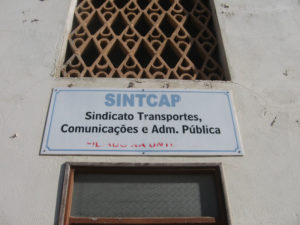 SINTCAP
Sindicato Transportes,
Comunicações e Adm. Pública